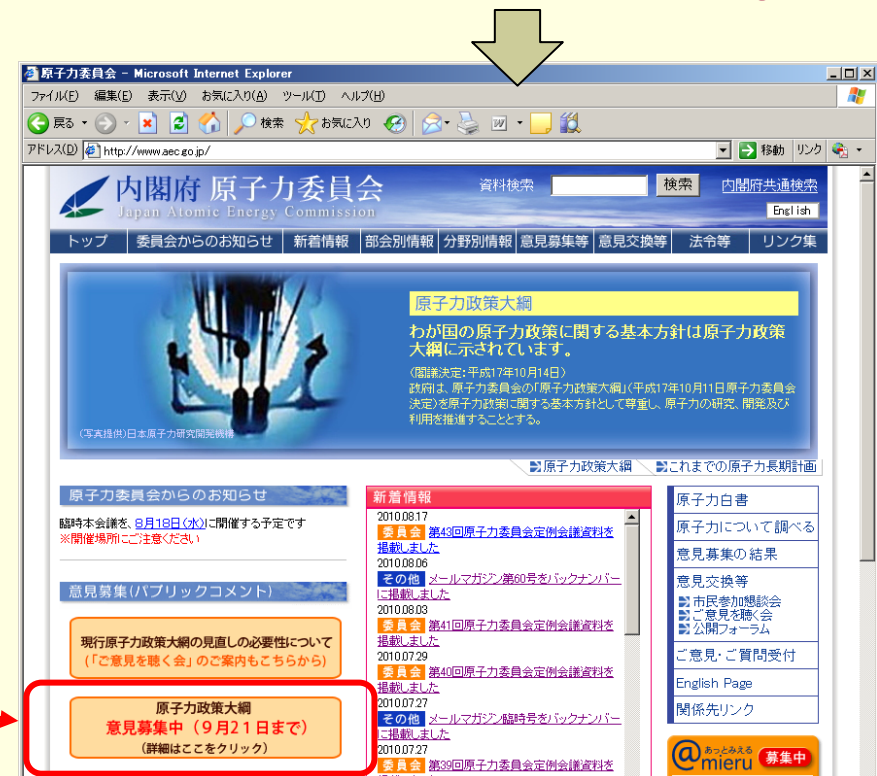 原子力委員会 - Microsoft Internet Explorer
ファイル(F) 編集(E) 表示(V) お気に入り(A) ツール(T) ヘルプ(H)
戻る 検索 お気に入り
アドレス(D) http://www.aec.go.jp/ 移動 リンク
内閣府 原子力委員会
Japan Atomic Energy Commission
資料検索 検索 内閣府共通検索
English
トップ 委員会からのお知らせ 新着情報 部会別情報 分野別情報 意見募集等 意見交換等 法令等 リンク集
原子力政策大綱
わが国の原子力政策に関する基本方針は原子力政策
大綱に示されています。
(閣議決定:平成17年10月14日)
政府は、原子力委員会の「原子力政策大綱」(平成17年10月11日原子力委員会
決定)を原子力政策に関する基本方針として尊重し、原子力の研究、開発及び
利用を推進することとする。
(写真提供)日本原子力研究開発機構
原子力政策大綱 これまでの原子力長期計画
原子力委員会からのお知らせ
臨時本会議を、8月18日(水)に開催する予定です
※開催場所にご注意ください
意見募集(パブリックコメント)
現行原子力政策大綱の見直しの必要性について
(「ご意見を聴く会」のご案内もこちらから)
原子力政策大綱
意見募集中(9月21日まで)
(詳細はここをクリック)
新着情報
2010.08.17
委員会 第43回原子力委員会定例会議資料を
掲載しました
2010.08.06
その他 メールマガジン第60号をバックナンバー
に掲載しました
2010.08.03
委員会 第41回原子力委員会定例会議資料を
掲載しました
2010.07.29
委員会 第40回原子力委員会定例会議資料を
掲載しました
2010.07.27
その他 メールマガジン臨時号をバックナンバー
に掲載しました
2010.07.27
委員会 第39回原子力委員会定例会議資料を
原子力白書
原子力について調べる
意見募集の結果
意見交換等
市民参加懇談会
ご意見を聴く会
公開フォーラム
ご意見・ご質問受付
English Page
関係先リンク
@mieru あっとみえる 募集中